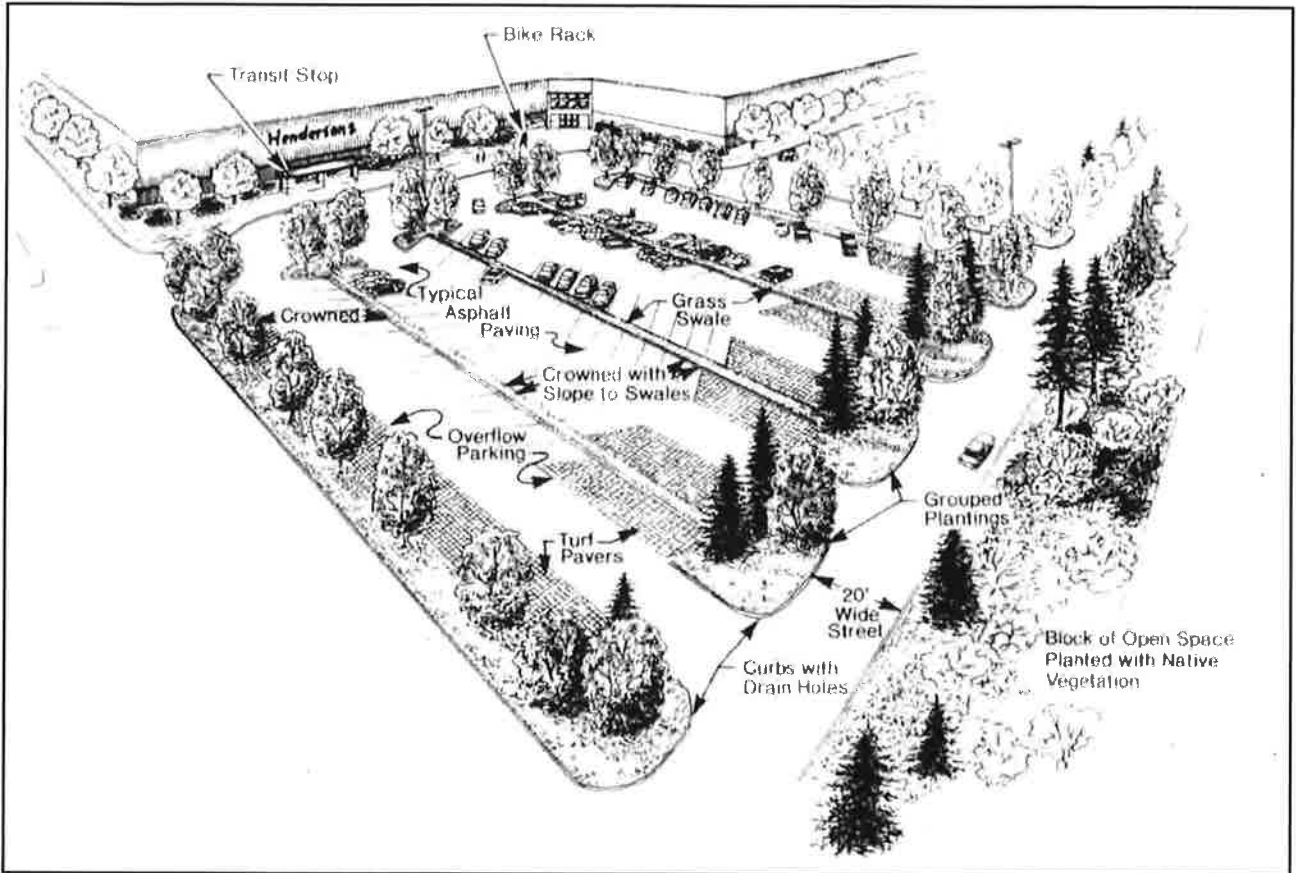 Bike Rack
Transit Stop
Hendersons
Crowned
Typical
Asphalt
Paving
Grass
Swale
Crowned with
Slope to Swales
Overflow
Parking
Turf
Pavers
Grouped
Plantings
20'
Wide
Street
Curbs with
Drain Holes
Block of Open Space
Planted with Native
Vegetation